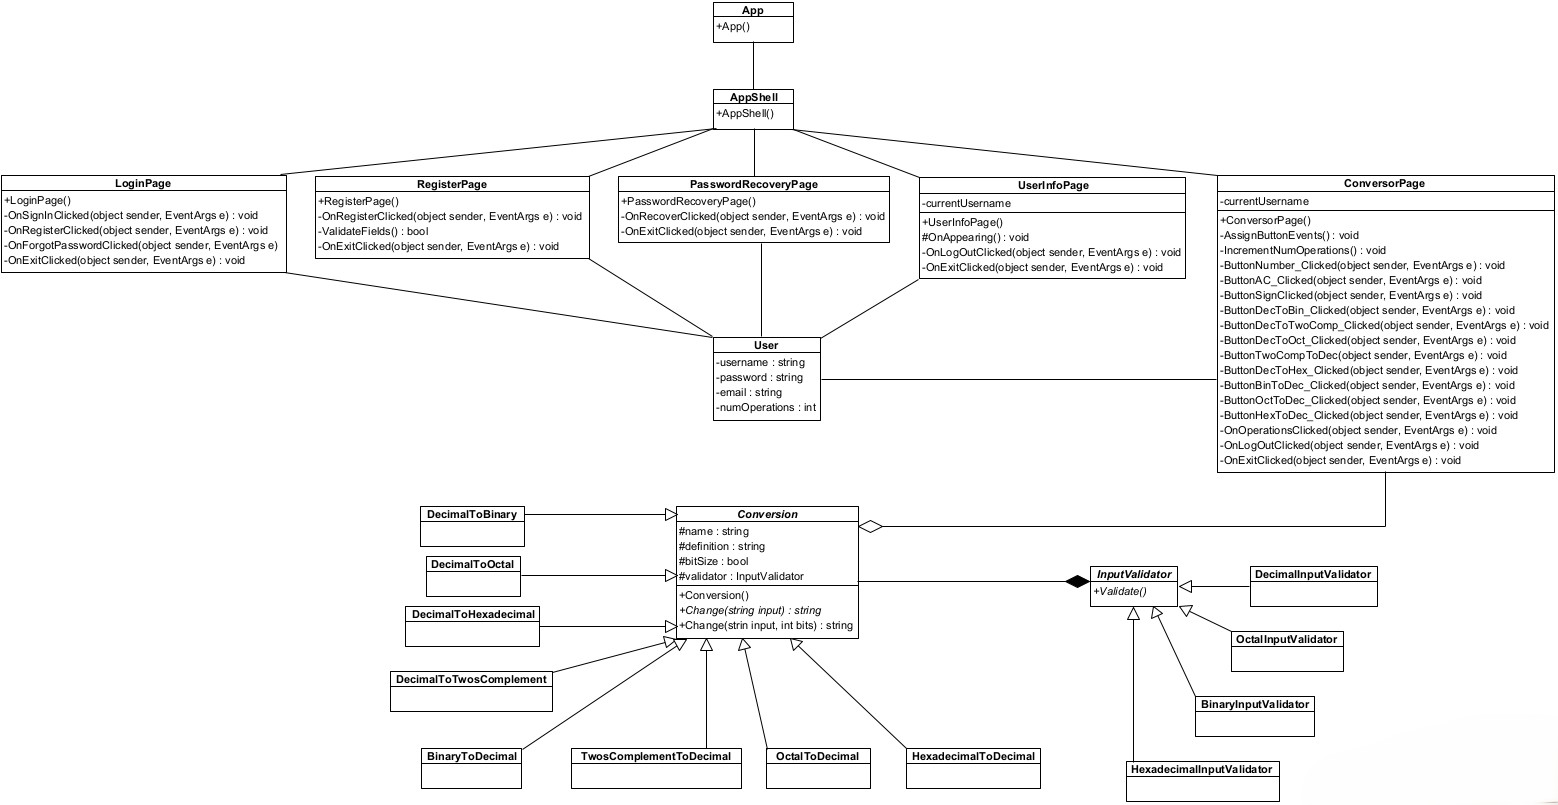 App
+App()
AppShell
+AppShell()
LoginPage
+LoginPage()
-OnSignInClicked(object sender, EventArgs e) : void
-OnRegisterClicked(object sender, EventArgs e) : void
-OnForgotPasswordClicked(object sender, EventArgs e)
-OnExitClicked(object sender, EventArgs e) : void
RegisterPage
+RegisterPage()
-OnRegisterClicked(object sender, EventArgs e) : void
-ValidateFields() : bool
-OnExitClicked(object sender, EventArgs e) : void
PasswordRecoveryPage
+PasswordRecoveryPage()
-OnRecoverClicked(object sender, EventArgs e) : void
-OnExitClicked(object sender, EventArgs e) : void
UserInfoPage
-currentUsername
+UserInfoPage()
#OnAppearing() : void
-OnLogOutClicked(object sender, EventArgs e) : void
-OnExitClicked(object sender, EventArgs e) : void
ConversorPage
-currentUsername
+ConversorPage()
-AssignButtonEvents() : void
-IncrementNumOperations() : void
-ButtonNumber_Clicked(object sender, EventArgs e) : void
-ButtonAC_Clicked(object sender, EventArgs e) : void
-ButtonSignClicked(object sender, EventArgs e) : void
-ButtonDecToBin_Clicked(object sender, EventArgs e) : void
-ButtonDecToTwoComp_Clicked(object sender, EventArgs e) : void
-ButtonDecToOct_Clicked(object sender, EventArgs e) : void
-ButtonTwoCompToDec(object sender, EventArgs e) : void
-ButtonDecToHex_Clicked(object sender, EventArgs e) : void
-ButtonBinToDec_Clicked(object sender, EventArgs e) : void
-ButtonOctToDec_Clicked(object sender, EventArgs e) : void
-ButtonHexToDec_Clicked(object sender, EventArgs e) : void
-OnOperationsClicked(object sender, EventArgs e) : void
-OnLogOutClicked(object sender, EventArgs e) : void
-OnExitClicked(object sender, EventArgs e) : void
User
-username : string
-password : string
-email : string
-numOperations : int
DecimalToBinary
DecimalToOctal
DecimalToHexadecimal
DecimalToTwosComplement
BinaryToDecimal
TwosComplementToDecimal
OctalToDecimal
HexadecimalToDecimal
Conversion
#name : string
#definition : string
#bitSize : bool
#validator : InputValidator
+Conversion()
+Change(string input) : string
+Change(strin input, int bits) : string
InputValidator
+Validate()
DecimalInputValidator
OctalInputValidator
BinaryInputValidator
HexadecimalInputValidator